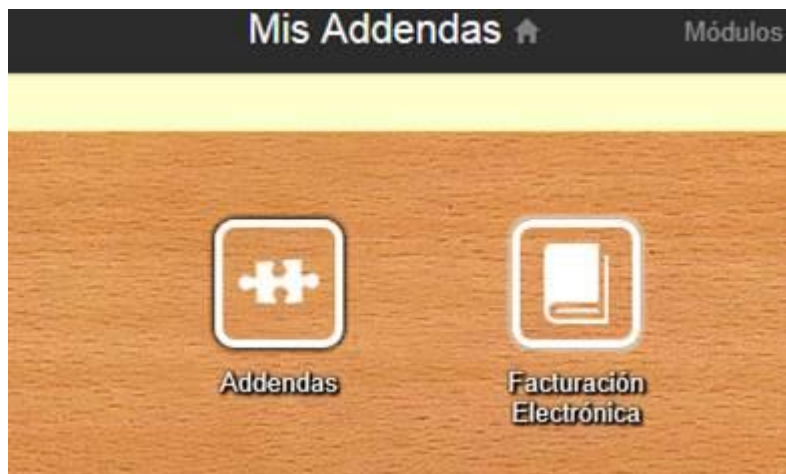 Mis Addendas
Módulos
Addendas
Facturación
Electrónica